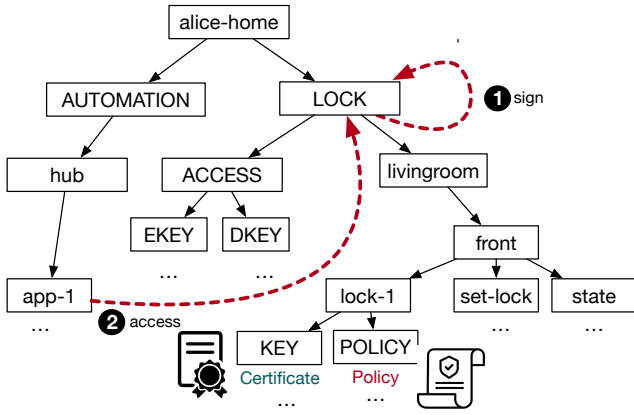 alice-home
AUTOMATION
LOCK
1 sign
hub
ACCESS
livingroom
EKEY
DKEY
front
...
...
app-1
lock-1
set-lock
state
...
2 access
...
...
KEY
POLICY
Certificate
Policy
...
...